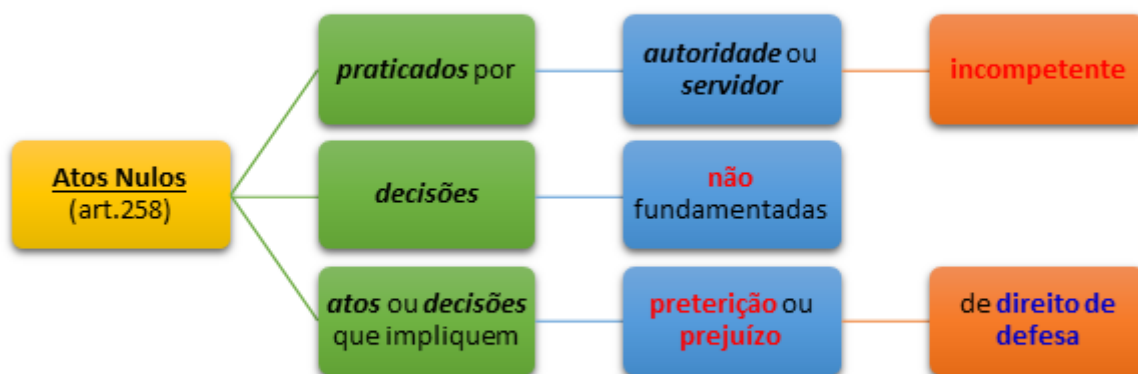 praticados por
autoridade ou
servidor
incompetente
Atos Nulos
(art.258)
decisões
não
fundamentadas
atos ou decisões
que impliquem
preterição ou
prejuízo
de direito de
defesa